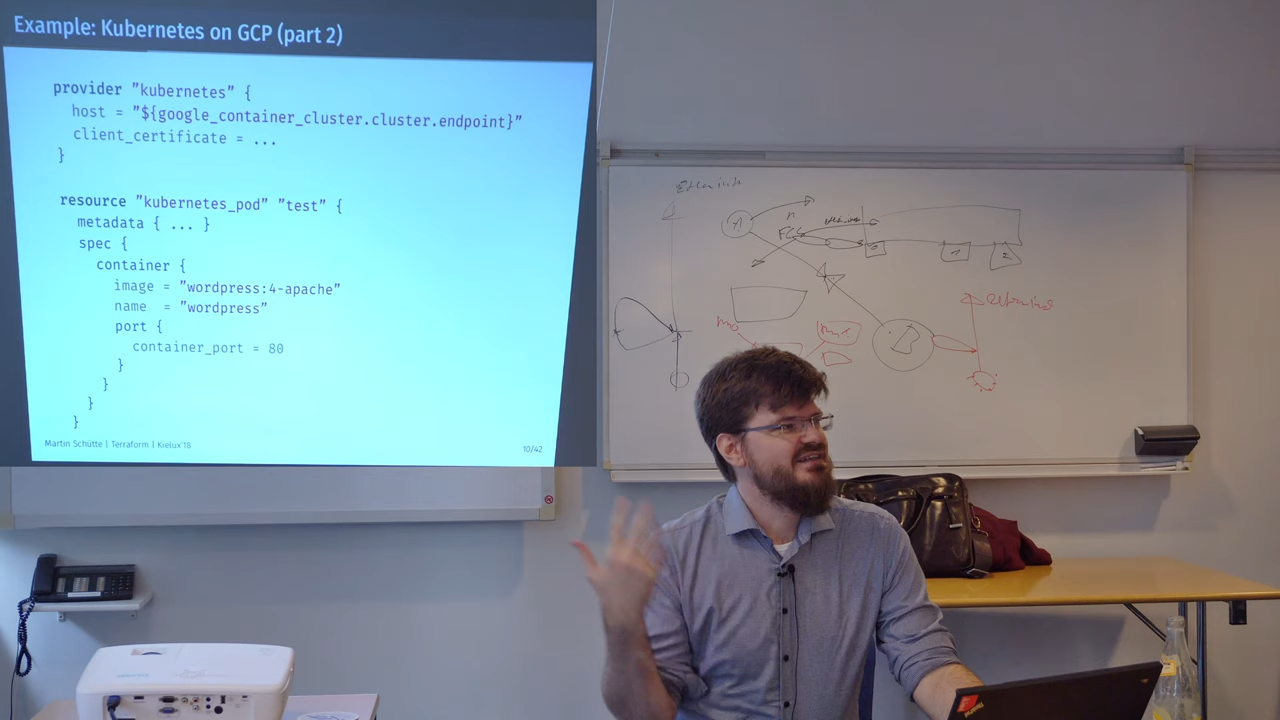 Example: Kubernetes on GCP (part 2)
provider ”kubernetes” {
host = ”${google_container_cluster.cluster.endpoint}”
client_certificate = ...
}
resource ”kubernetes_pod” ”test” {
metadata { ... }
spec {
container {
image = ”wordpress:4-apache”
name = ”wordpress”
port {
container_port = 80
}
}
}
}
Martin Schütte | Terraform | Kielux’18
10/42
A
B